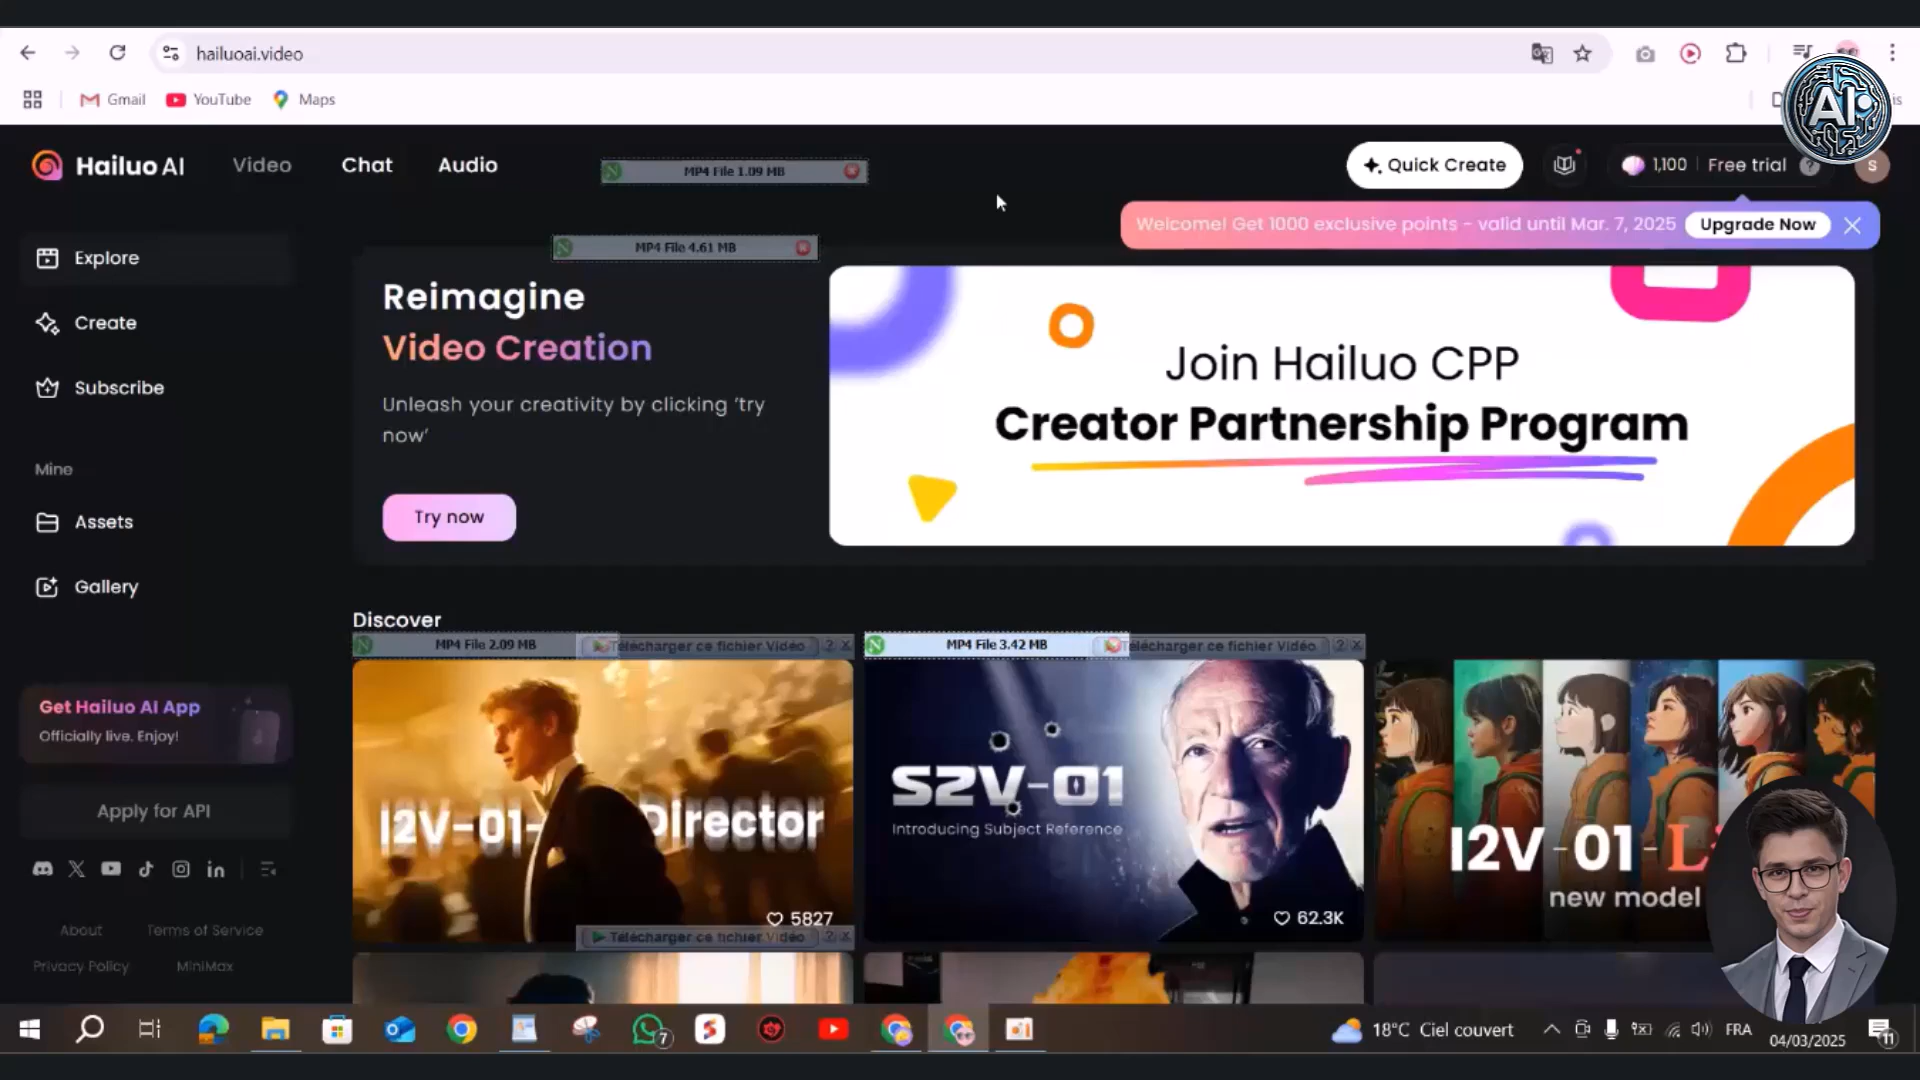 hailuoai.video
Gmail
YouTube
Maps
AI
Hailuo AI
Video
Chat
Audio
MP4 File 1.09 MB
Quick Create
1,100
Free trial
?
S
Welcome! Get 1000 exclusive points - valid until Mar. 7, 2025
Upgrade Now
MP4 File 4.61 MB
Explore
Create
Subscribe
Mine
Assets
Gallery
Reimagine
Video Creation
Unleash your creativity by clicking 'try
now'
Try now
Join Hailuo CPP
Creator Partnership Program
Discover
MP4 File 2.09 MB
Télécharger ce fichier Vidéo
?
MP4 File 3.42 MB
Télécharger ce fichier Vidéo
?
I2V-01-Director
5827
S2V-01
Introducing Subject Reference
62.3K
I2V-01-Li
new model
Télécharger ce fichier Vidéo
?
Get Hailuo AI App
Officially live. Enjoy!
Apply for API
About
Terms of Service
Privacy Policy
MiniMax
7
18°C Ciel couvert
FRA
04/03/2025
11